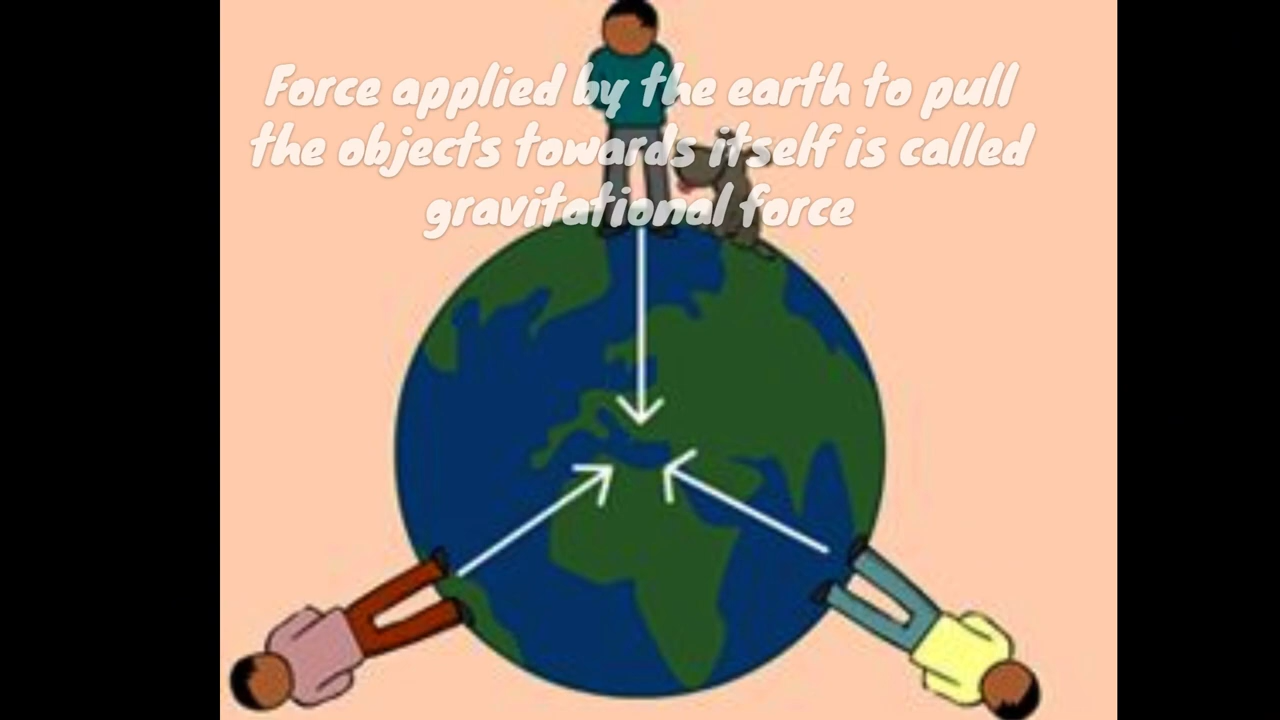 Force applied by the earth to pull
the objects towards itself is called
gravitational force